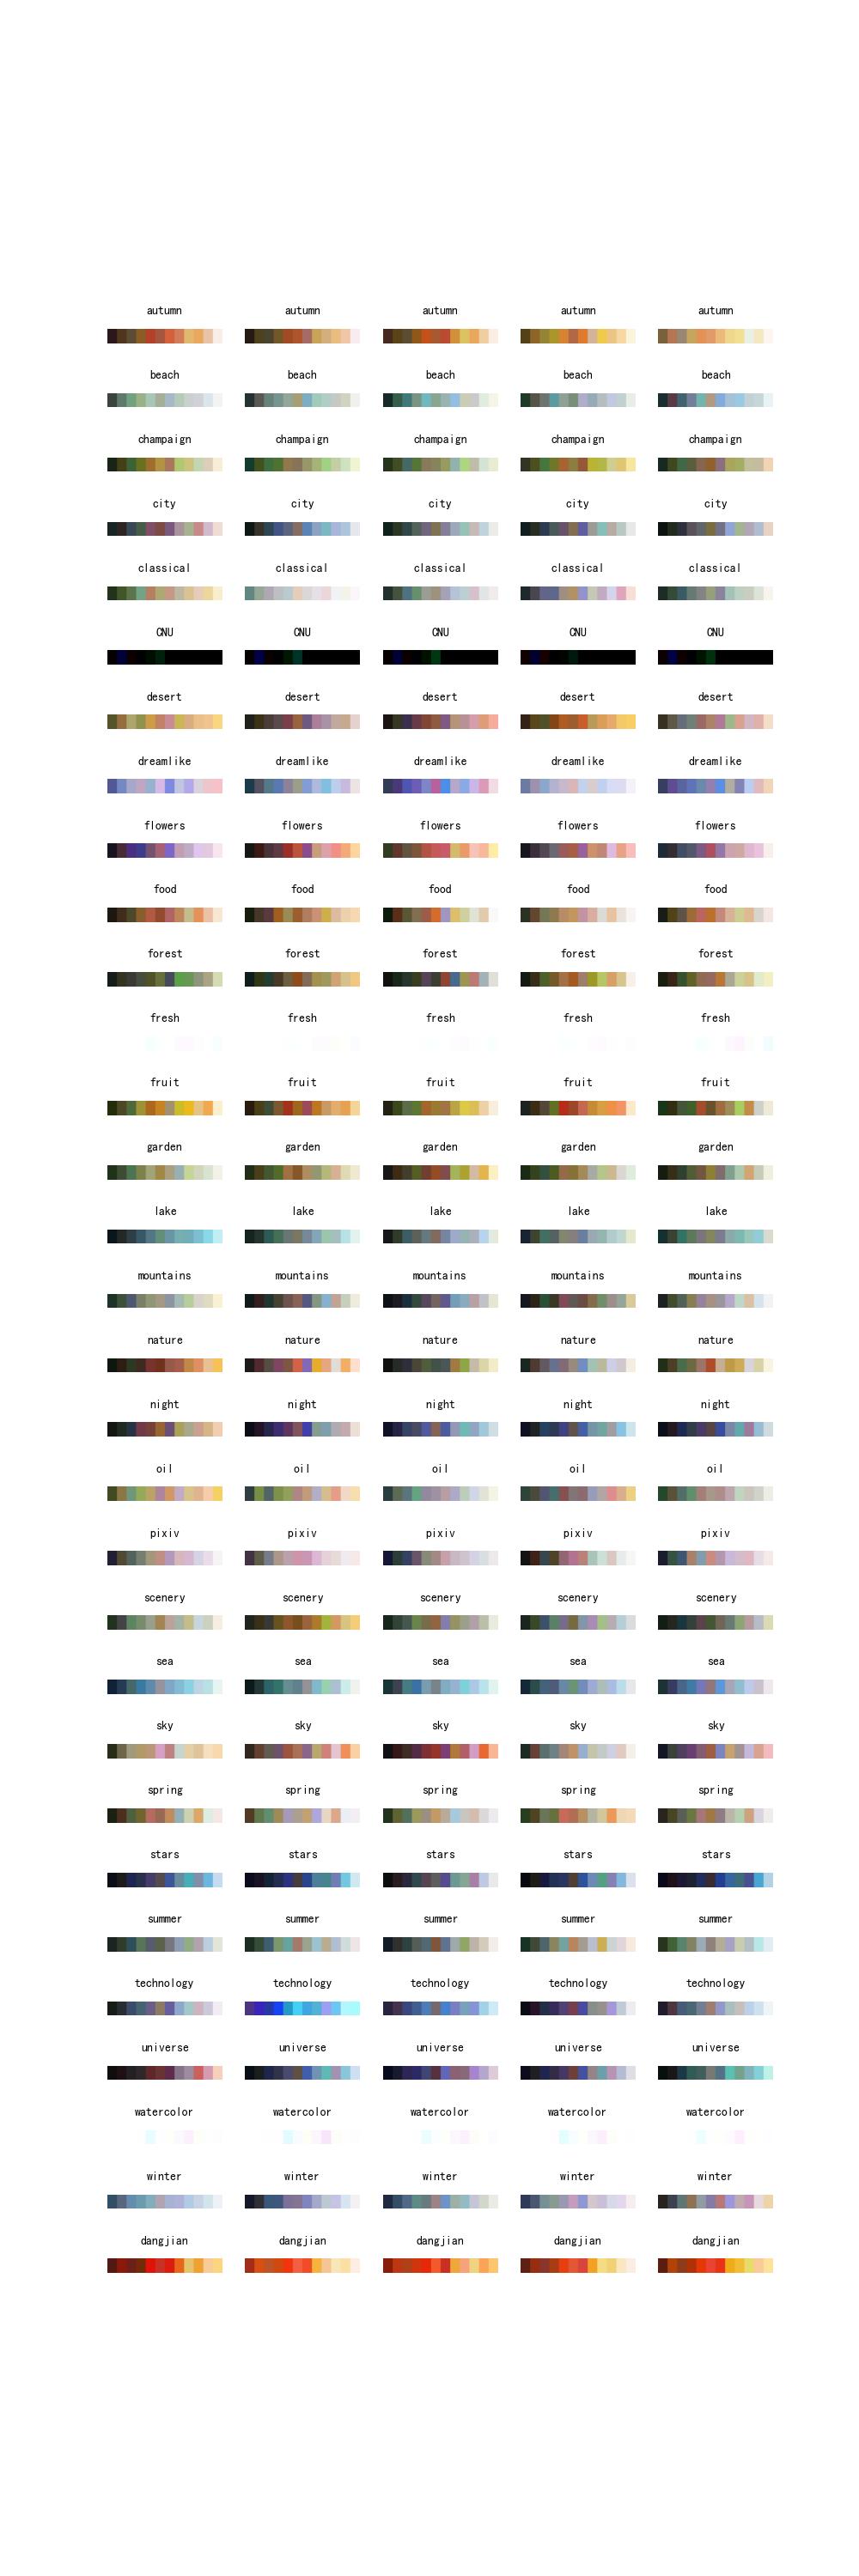 autumn autumn autumn autumn autumn
beach beach beach beach beach
champaign champaign champaign champaign champaign
city city city city city
classical classical classical classical classical
CNU CNU CNU CNU CNU
desert desert desert desert desert
dreamlike dreamlike dreamlike dreamlike dreamlike
flowers flowers flowers flowers flowers
food food food food food
forest forest forest forest forest
fresh fresh fresh fresh fresh
fruit fruit fruit fruit fruit
garden garden garden garden garden
lake lake lake lake lake
mountains mountains mountains mountains mountains
nature nature nature nature nature
night night night night night
oil oil oil oil oil
pixiv pixiv pixiv pixiv pixiv
scenery scenery scenery scenery scenery
sea sea sea sea sea
sky sky sky sky sky
spring spring spring spring spring
stars stars stars stars stars
summer summer summer summer summer
technology technology technology technology technology
universe universe universe universe universe
watercolor watercolor watercolor watercolor watercolor
winter winter winter winter winter
dangjian dangjian dangjian dangjian dangjian